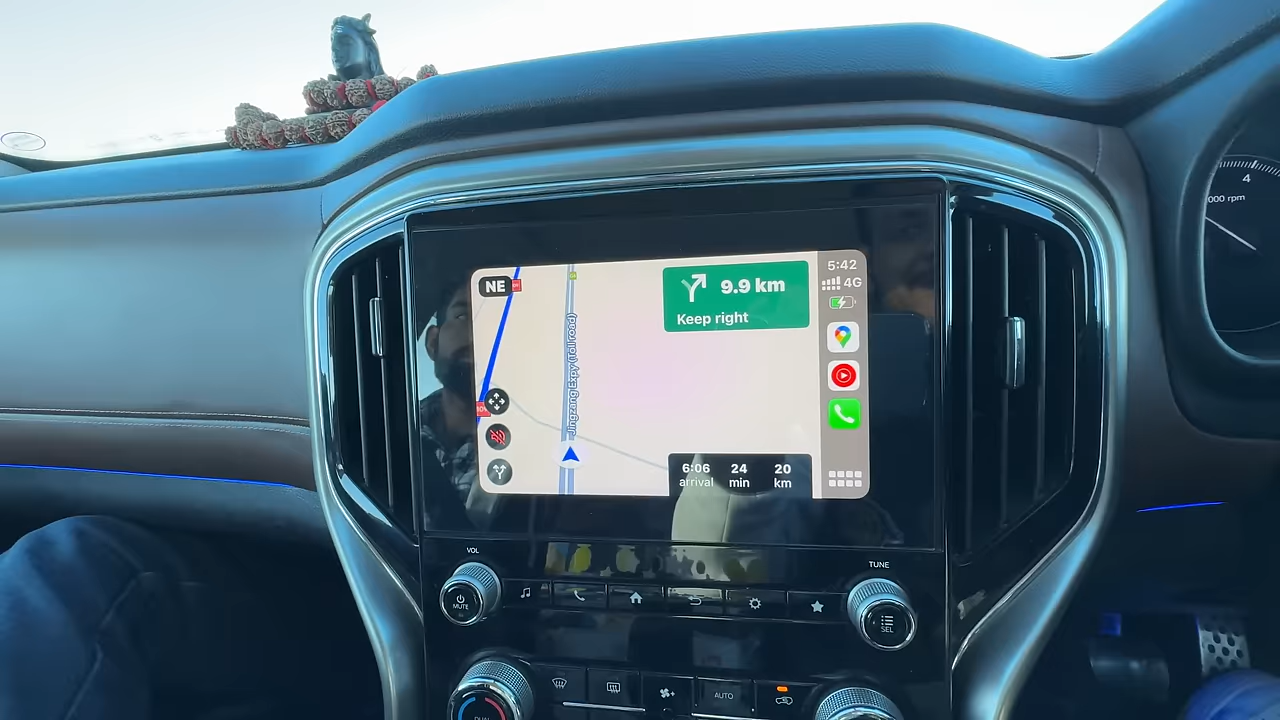 NE
9.9 km
Keep right
5:42
4G
Jingzang Expy (Toll road)
6:06
24
20
arrival
min
km
4
000 rpm
VOL
TUNE
MUTE
SEL
AUTO
DUAL